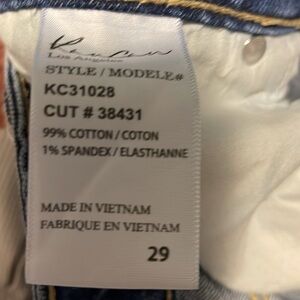 Los Angeles
STYLE / MODELE#
KC31028
CUT # 38431
99% COTTON / COTON
1% SPANDEX / ELASTHANNE
MADE IN VIETNAM
FABRIQUE EN VIETNAM
29